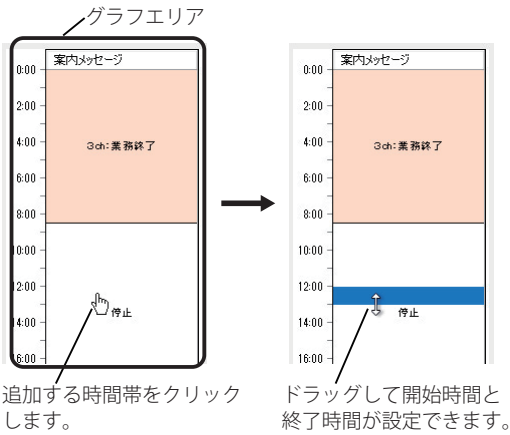 グラフエリア
案内メッセージ
0:00
2:00
4:00
3ch:業務終了
6:00
8:00
10:00
12:00
停止
14:00
16:00
追加する時間帯をクリック
します。
案内メッセージ
0:00
2:00
4:00
3ch:業務終了
6:00
8:00
10:00
12:00
停止
14:00
16:00
ドラッグして開始時間と
終了時間が設定できます。